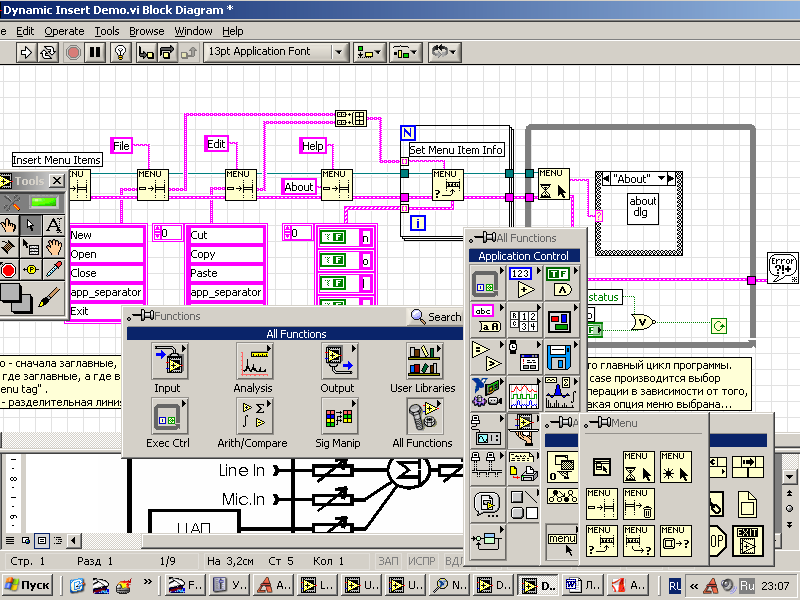 Dynamic Insert Demo.vi Block Diagram *
Edit Operate Tools Browse Window Help
13pt Application Font
N
File
Edit
Help
Set Menu Item Info
Insert Menu Items
MENU
MENU
MENU
MENU
MENU
"About"
Tools
About
about
dlg
?
i
New
Open
Close
app_separator
Exit
0
Cut
Copy
Paste
app_separator
0
F
F
F
All Functions
Application Control
Error
?!+
123
TF
abc
status
V
Functions
Search
All Functions
Input
Analysis
Output
User Libraries
Exec Ctrl
Arith/Compare
Sig Manip
All Functions
о - сначала заглавные,
где заглавные, а где в
enu tag" .
- разделительная линия
го главный цикл программы.
case производится выбор
перации в зависимости от того,
акая опция меню выбрана...
Menu
MENU
MENU
MENU
MENU
MENU
MENU
MENU
menu
EXIT
Line In
Mic.In
ЦАП
Σ
Стр. 1 Разд 1 1/9 На 3,2см Ст 5 Кол 1 ЗАП ИСПР ВДЛ
Пуск
F..
У..
A..
L..
U..
U..
N..
D..
D..
Л..
A..
RU
Ru
23:07